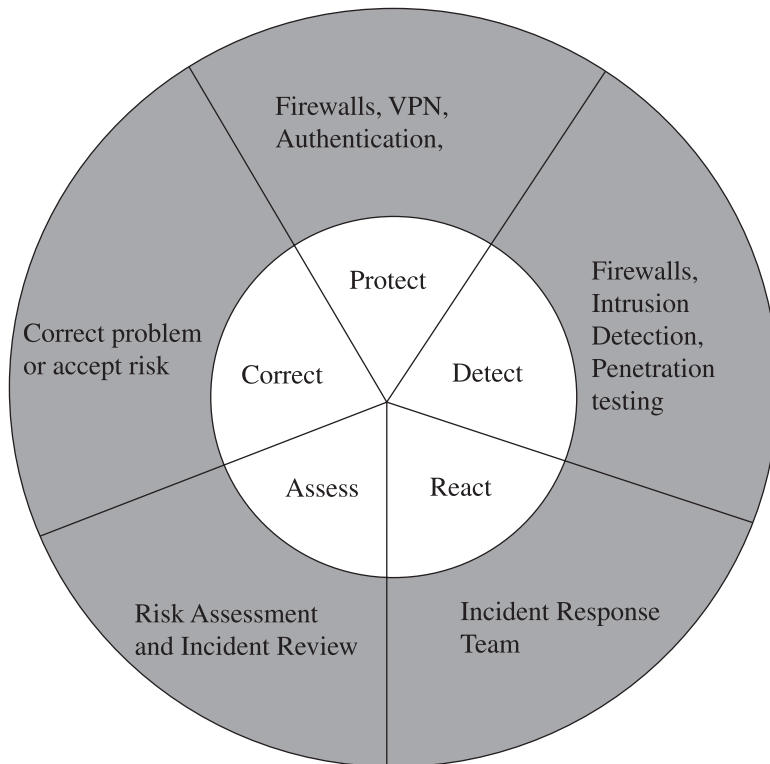 Firewalls, VPN,
Authentication,
Protect
Firewalls,
Intrusion
Detection,
Penetration
testing
Detect
React
Incident Response
Team
Assess
Risk Assessment
and Incident Review
Correct
Correct problem
or accept risk